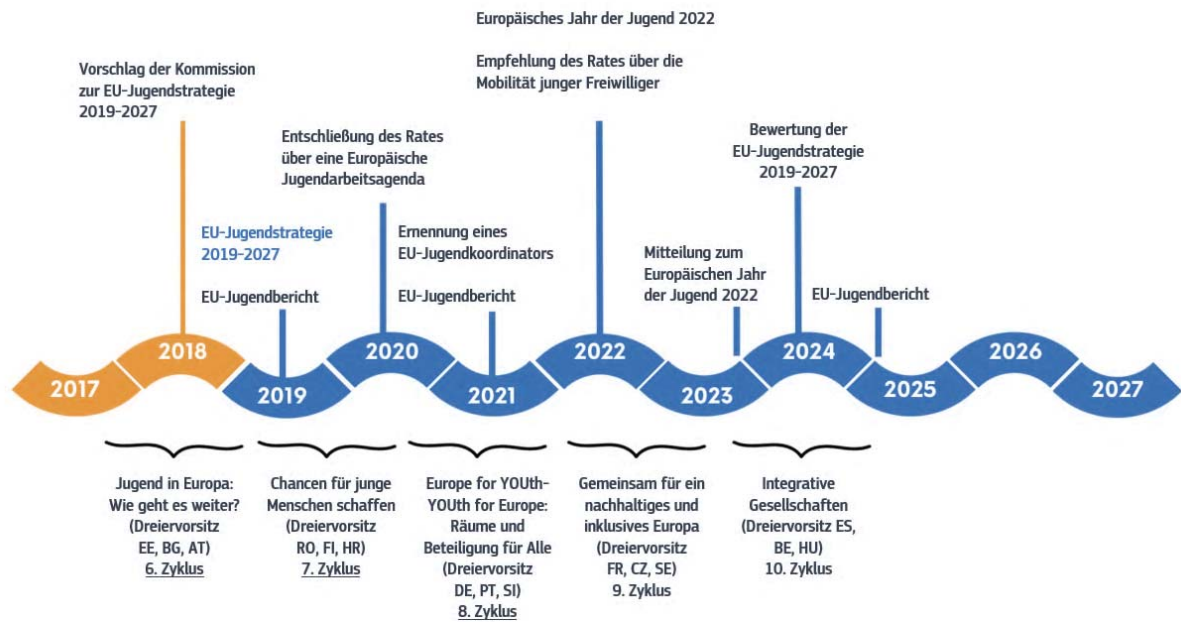 Europäisches Jahr der Jugend 2022
Empfehlung des Rates über die
Mobilität junger Freiwilliger
Vorschlag der Kommission
zur EU-Jugendstrategie
2019-2027
Entschließung des Rates
über eine Europäische
Jugendarbeitsagenda
Bewertung der
EU-Jugendstrategie
2019-2027
EU-Jugendstrategie
2019-2027
EU-Jugendbericht
Ernennung eines
EU-Jugendkoordinators
EU-Jugendbericht
Mitteilung zum
Europäischen Jahr
der Jugend 2022
EU-Jugendbericht
2017
2018
2019
2020
2021
2022
2023
2024
2025
2026
2027
Jugend in Europa:
Wie geht es weiter?
(Dreiervorsitz
EE, BG, AT)
6. Zyklus
Chancen für junge
Menschen schaffen
(Dreiervorsitz
RO, FI, HR)
7. Zyklus
Europe for YOUth-
YOUth for Europe:
Räume und
Beteiligung für Alle
(Dreiervorsitz
DE, PT, SI)
8. Zyklus
Gemeinsam für ein
nachhaltiges und
inklusives Europa
(Dreiervorsitz
FR, CZ, SE)
9. Zyklus
Integrative
Gesellschaften
(Dreiervorsitz ES,
BE, HU)
10. Zyklus